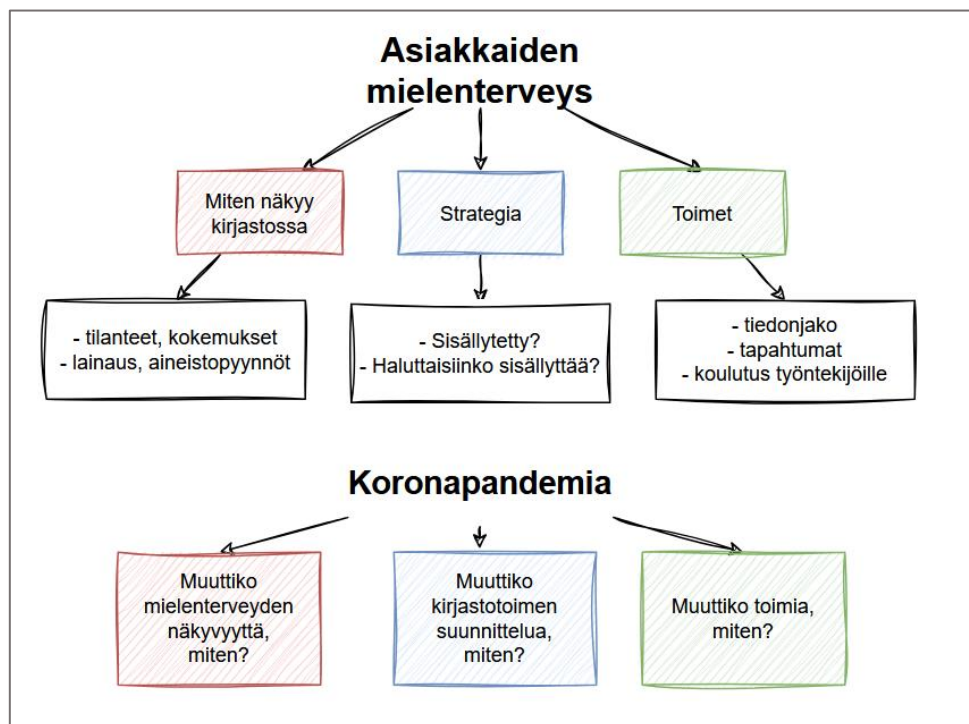 Asiakkaiden
mielenterveys
Miten näkyy
kirjastossa
Strategia
Toimet
- tilanteet, kokemukset
- lainaus, aineistopyynnöt
- Sisällytetty?
- Haluttaisiinko sisällyttää?
- tiedonjako
- tapahtumat
- koulutus työntekijöille
Koronapandemia
Muuttiko
mielenterveyden
näkyvyyttä,
miten?
Muuttiko
kirjastotoimen
suunnittelua,
miten?
Muuttiko toimia,
miten?